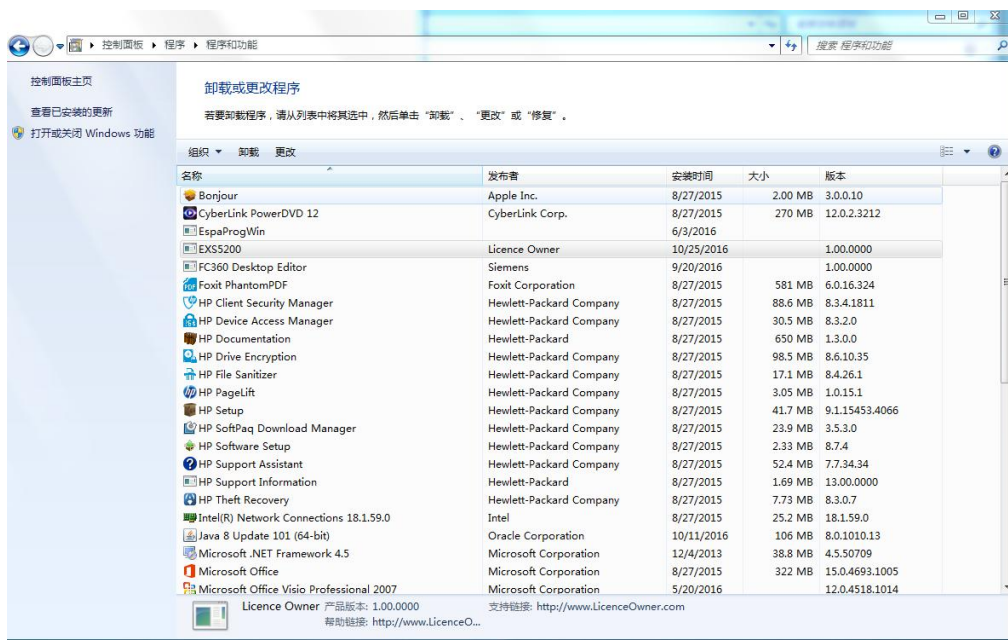 控制面板 程序 程序和功能 搜索 程序和功能
控制面板主页
查看已安装的更新
打开或关闭 Windows 功能
卸载或更改程序
若要卸载程序，请从列表中将其选中，然后单击“卸载”、“更改”或“修复”。
组织 卸载 更改
名称 发布者 安装时间 大小 版本
Bonjour Apple Inc. 8/27/2015 2.00 MB 3.0.0.10
CyberLink PowerDVD 12 CyberLink Corp. 8/27/2015 270 MB 12.0.2.3212
EspaProgWin 6/3/2016
EXS5200 Licence Owner 10/25/2016 1.00.0000
FC360 Desktop Editor Siemens 9/20/2016 1.00.0000
Foxit PhantomPDF Foxit Corporation 8/27/2015 581 MB 6.0.16.324
HP Client Security Manager Hewlett-Packard Company 8/27/2015 88.6 MB 8.3.4.1811
HP Device Access Manager Hewlett-Packard Company 8/27/2015 30.5 MB 8.3.2.0
HP Documentation Hewlett-Packard 8/27/2015 650 MB 1.3.0.0
HP Drive Encryption Hewlett-Packard Company 8/27/2015 98.5 MB 8.6.10.35
HP File Sanitizer Hewlett-Packard Company 8/27/2015 17.1 MB 8.4.26.1
HP PageLift Hewlett-Packard Company 8/27/2015 3.05 MB 1.0.15.1
HP Setup Hewlett-Packard Company 8/27/2015 41.7 MB 9.1.15453.4066
HP SoftPaq Download Manager Hewlett-Packard Company 8/27/2015 23.9 MB 3.5.3.0
HP Software Setup Hewlett-Packard Company 8/27/2015 2.33 MB 8.7.4
HP Support Assistant Hewlett-Packard Company 8/27/2015 52.4 MB 7.7.34.34
HP Support Information Hewlett-Packard 8/27/2015 1.69 MB 13.00.0000
HP Theft Recovery Hewlett-Packard Company 8/27/2015 7.73 MB 8.3.0.7
Intel(R) Network Connections 18.1.59.0 Intel 8/27/2015 25.2 MB 18.1.59.0
Java 8 Update 101 (64-bit) Oracle Corporation 10/11/2016 106 MB 8.0.1010.13
Microsoft .NET Framework 4.5 Microsoft Corporation 12/4/2013 38.8 MB 4.5.50709
Microsoft Office Microsoft Corporation 8/27/2015 322 MB 15.0.4693.1005
Microsoft Office Visio Professional 2007 Microsoft Corporation 5/20/2016 12.0.4518.1014
Licence Owner 产品版本: 1.00.0000 支持链接: http://www.LicenceOwner.com
帮助链接: http://www.LicenceO...